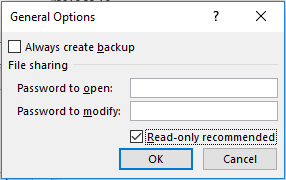 General Options
Always create backup
File sharing
Password to open:
Password to modify:
Read-only recommended
OK Cancel